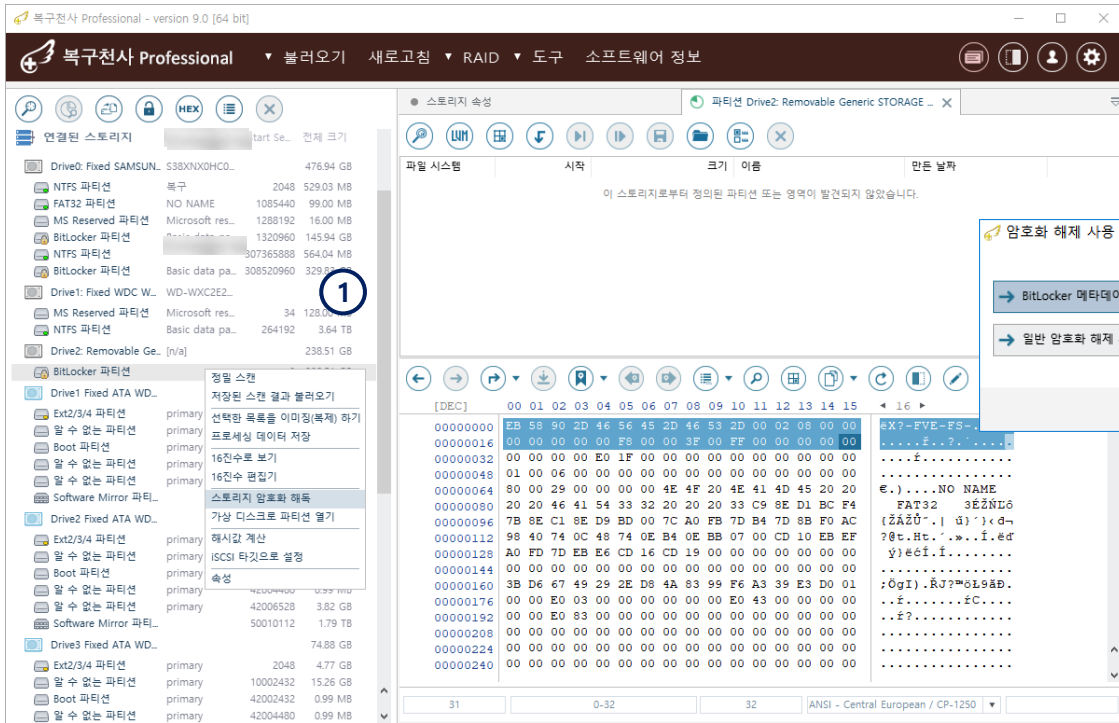 복구천사 Professional - version 9.0 [64 bit]
복구천사 Professional ▼ 불러오기 새로고침 ▼ RAID ▼ 도구 소프트웨어 정보
HEX
연결된 스토리지 tart Se... 전체 크기
Drive0: Fixed SAMSUN... S38XNX0HC0... 476.94 GB
NTFS 파티션 복구 2048 529.03 MB
FAT32 파티션 NO NAME 1085440 99.00 MB
MS Reserved 파티션 Microsoft res... 1288192 16.00 MB
BitLocker 파티션 1320960 145.94 GB
NTFS 파티션 307365888 564.04 MB
BitLocker 파티션 Basic data pa... 308520960
1
Drive1: Fixed WDC W... WD-WXC2E2...
MS Reserved 파티션 Microsoft res... 34
NTFS 파티션 Basic data pa... 264192 3.64 TB
Drive2: Removable Ge... [n/a] 238.51 GB
BitLocker 파티션
Drive1 Fixed ATA WD...
Ext2/3/4 파티션 primary
알 수 없는 파티션 primary
Boot 파티션 primary
알 수 없는 파티션 primary
알 수 없는 파티션 primary
Software Mirror 파티...
Drive2 Fixed ATA WD...
Ext2/3/4 파티션 primary
알 수 없는 파티션 primary
Boot 파티션 primary
알 수 없는 파티션 primary
알 수 없는 파티션 primary 42006528 3.82 GB
Software Mirror 파티... 50010112 1.79 TB
Drive3 Fixed ATA WD... 74.88 GB
Ext2/3/4 파티션 primary 2048 4.77 GB
알 수 없는 파티션 primary 10002432 15.26 GB
Boot 파티션 primary 42002432 0.99 MB
알 수 없는 파티션 primary 42004480 0.99 MB
정밀 스캔
저장된 스캔 결과 불러오기
선택한 목록을 이미징(복제) 하기
프로세싱 데이터 저장
16진수로 보기
16진수 편집기
스토리지 암호화 해독
가상 디스크로 파티션 열기
해시값 계산
iSCSI 타깃으로 설정
속성
스토리지 속성
파티션 Drive2: Removable Generic STORAGE ...
LVM
파일 시스템 시작 크기 이름 만든 날짜
이 스토리지로부터 정의된 파티션 또는 영역이 발견되지 않았습니다.
암호화 해제 사용
BitLocker 메타데이
일반 암호화 해제
[DEC] 00 01 02 03 04 05 06 07 08 09 10 11 12 13 14 15 ◄ 16 ►
00000000 EB 58 90 2D 46 56 45 2D 46 53 2D 00 02 08 00 00 ëX?-FVE-FS-....
00000016 00 00 00 00 00 F8 00 00 3F 00 FF 00 00 00 00 00 .....ř..?.˙.....
00000032 00 00 00 00 E0 1F 00 00 00 00 00 00 00 00 00 00 ....ŕ...........
00000048 01 00 06 00 00 00 00 00 00 00 00 00 00 00 00 00 ................
00000064 80 00 29 00 00 00 00 4E 4F 20 4E 41 4D 45 20 20 €.)....NO NAME
00000080 20 20 46 41 54 33 32 20 20 20 33 C9 8E D1 BC F4 FAT32 3ÉŽŃĽô
00000096 7B 8E C1 8E D9 BD 00 7C A0 FB 7D B4 7D 8B F0 AC {ŽÁŽŮ˝.| ű}´}‹đ¬
00000112 98 40 74 0C 48 74 0E B4 0E BB 07 00 CD 10 EB EF ?@t.Ht.´.»..Í.ëď
00000128 A0 FD 7D EB E6 CD 16 CD 19 00 00 00 00 00 00 00 ý}ëćÍ.Í.........
00000144 00 00 00 00 00 00 00 00 00 00 00 00 00 00 00 00 ................
00000160 3B D6 67 49 29 2E D8 4A 83 99 F6 A3 39 E3 D0 01 ;ÖgI).ŘJ?™öŁ9ăĐ.
00000176 00 00 E0 03 00 00 00 00 00 00 E0 43 00 00 00 00 ..ŕ.......ŕC....
00000192 00 00 E0 83 00 00 00 00 00 00 00 00 00 00 00 00 ..ŕ?............
00000208 00 00 00 00 00 00 00 00 00 00 00 00 00 00 00 00 ................
00000224 00 00 00 00 00 00 00 00 00 00 00 00 00 00 00 00 ................
00000240 00 00 00 00 00 00 00 00 00 00 00 00 00 00 00 00 ................
31 0-32 32 ANSI - Central European / CP-1250 ▼